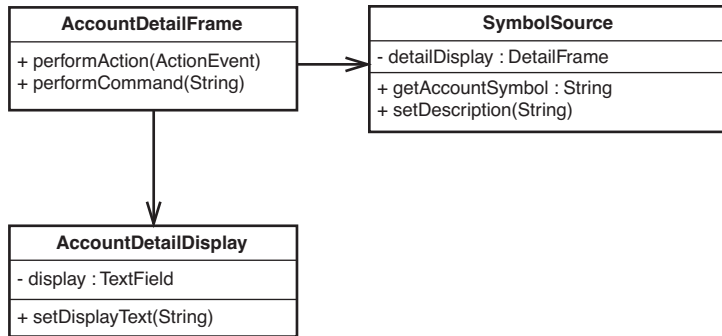 AccountDetailFrame
+ performAction(ActionEvent)
+ performCommand(String)
SymbolSource
- detailDisplay : DetailFrame
+ getAccountSymbol : String
+ setDescription(String)
AccountDetailDisplay
- display : TextField
+ setDisplayText(String)